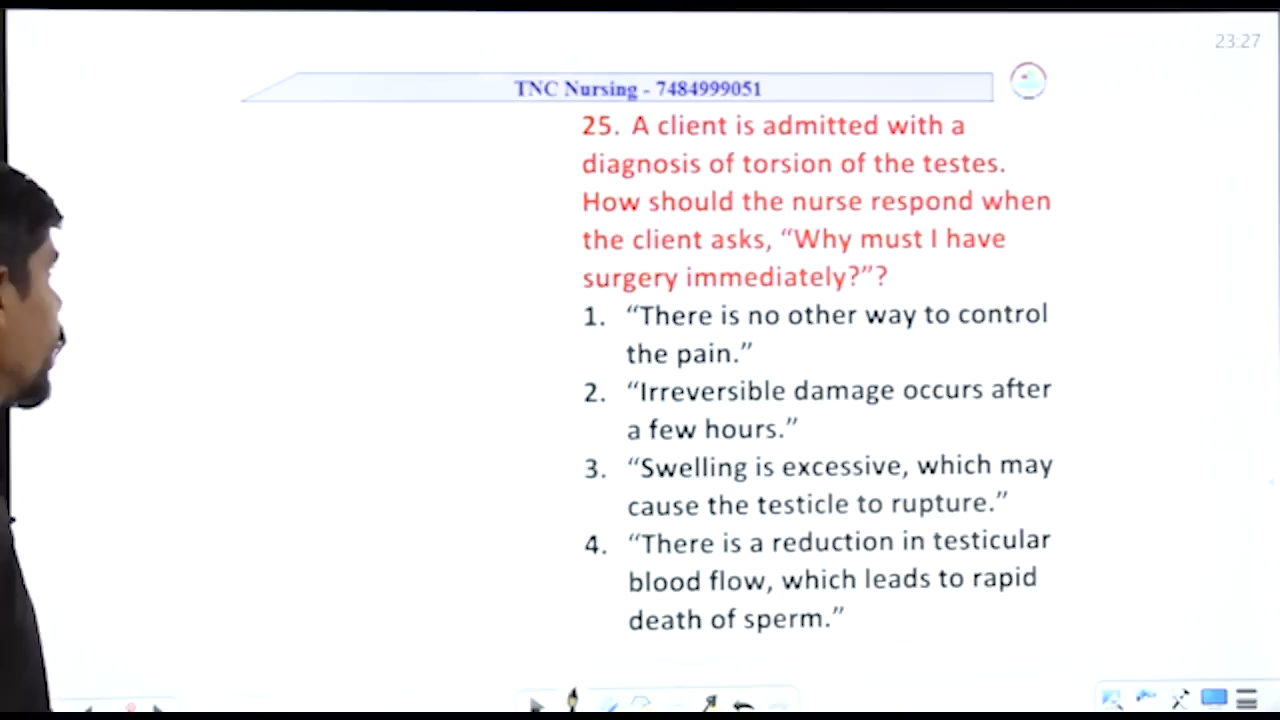 23:27
TNC Nursing - 7484999051
25. A client is admitted with a
diagnosis of torsion of the testes.
How should the nurse respond when
the client asks, “Why must I have
surgery immediately?”?
1. “There is no other way to control
the pain.”
2. “Irreversible damage occurs after
a few hours.”
3. “Swelling is excessive, which may
cause the testicle to rupture.”
4. “There is a reduction in testicular
blood flow, which leads to rapid
death of sperm.”